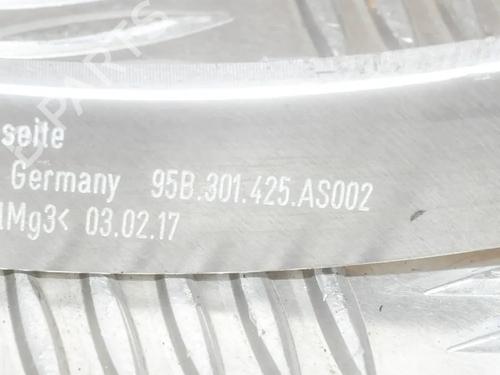 seite
Germany 95B.301.425.AS002
Mg3< 03.02.17